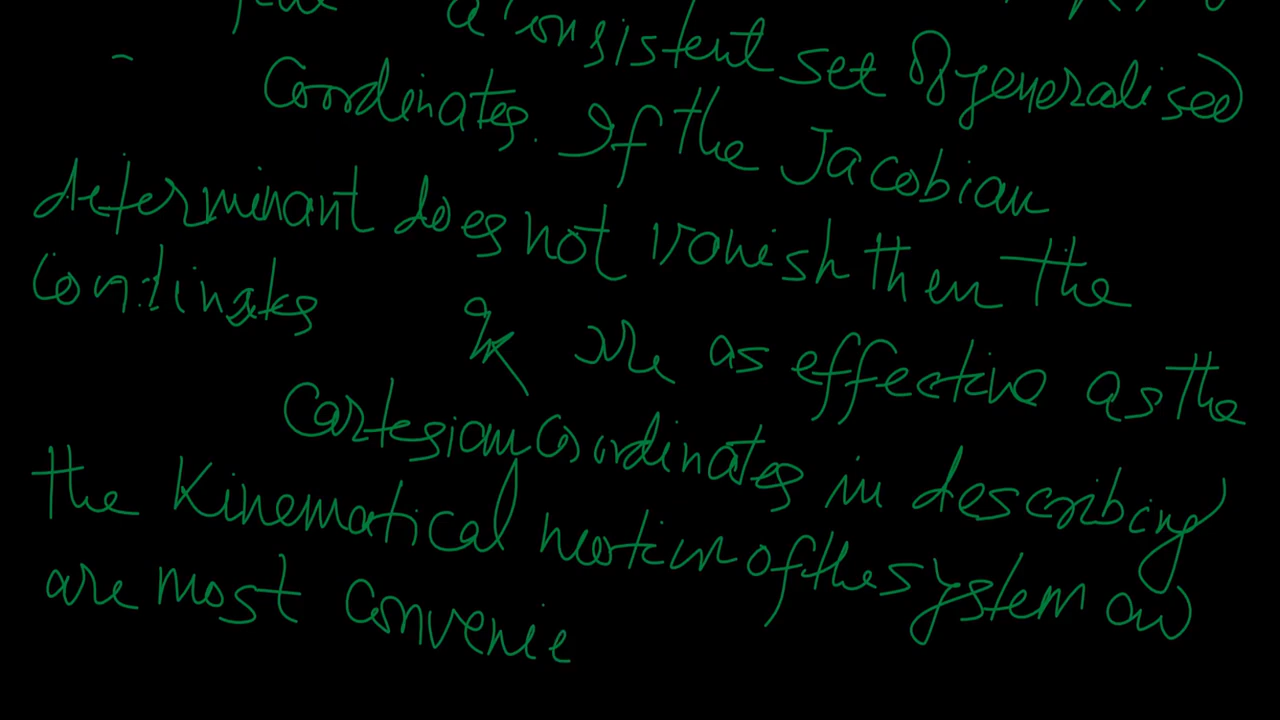 a consistent set of generalised
Coordinates. If the Jacobian
determinant does not vanish then the
Coordinates qk are as effective as the
Cartesian Coordinates in describing
the Kinematical motion of the system and
are most convenie